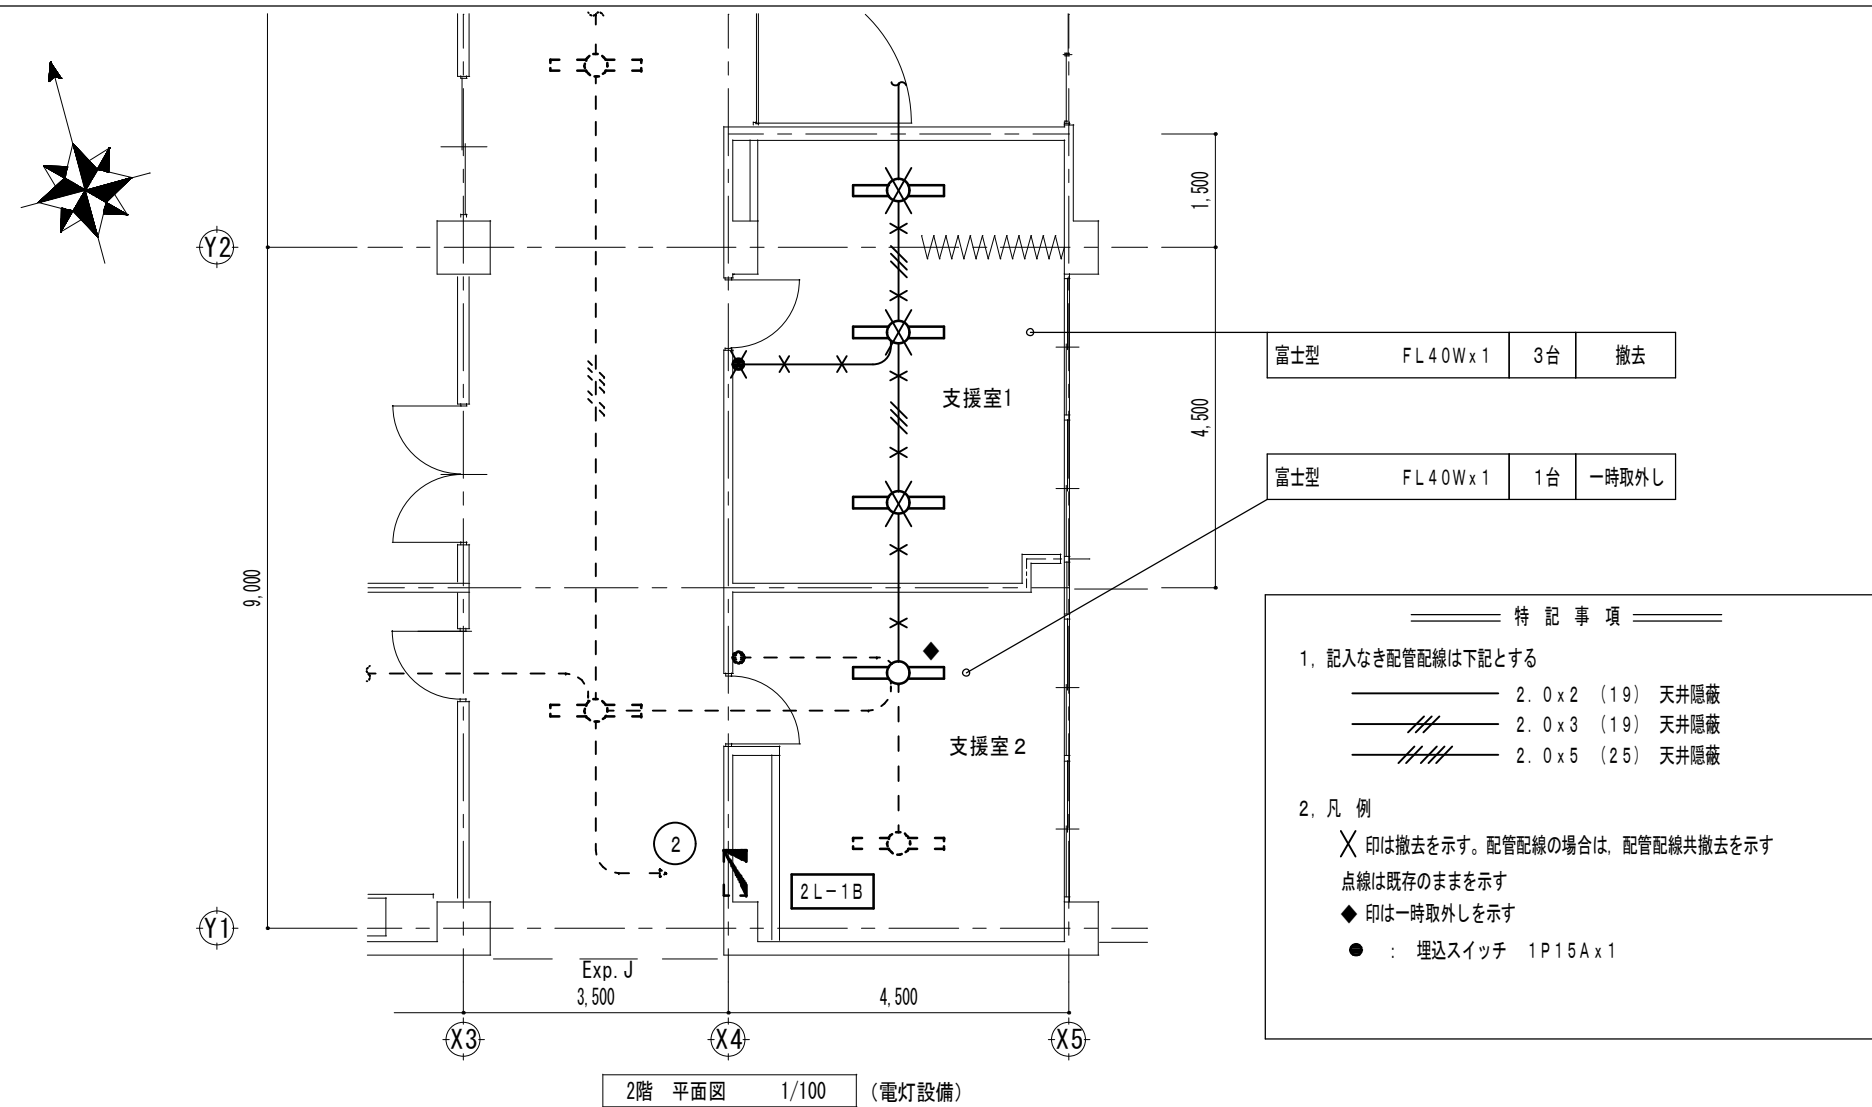 Y2
1,500
富士型 FL40Wx1 3台 撤去
支援室1
4,500
富士型 FL40Wx1 1台 一時取外し
9,000
特 記 事 項
1, 記入なき配管配線は下記とする
2.0x2 (19) 天井隠蔽
2.0x3 (19) 天井隠蔽
2.0x5 (25) 天井隠蔽
支援室2
2, 凡 例
╳ 印は撤去を示す。配管配線の場合は, 配管配線共撤去を示す
点線は既存のままを示す
◆ 印は一時取外しを示す
● : 埋込スイッチ 1P15Ax1
2
2L-1B
Y1
Exp.J
3,500
4,500
X3
X4
X5
2階 平面図 1/100 (電灯設備)